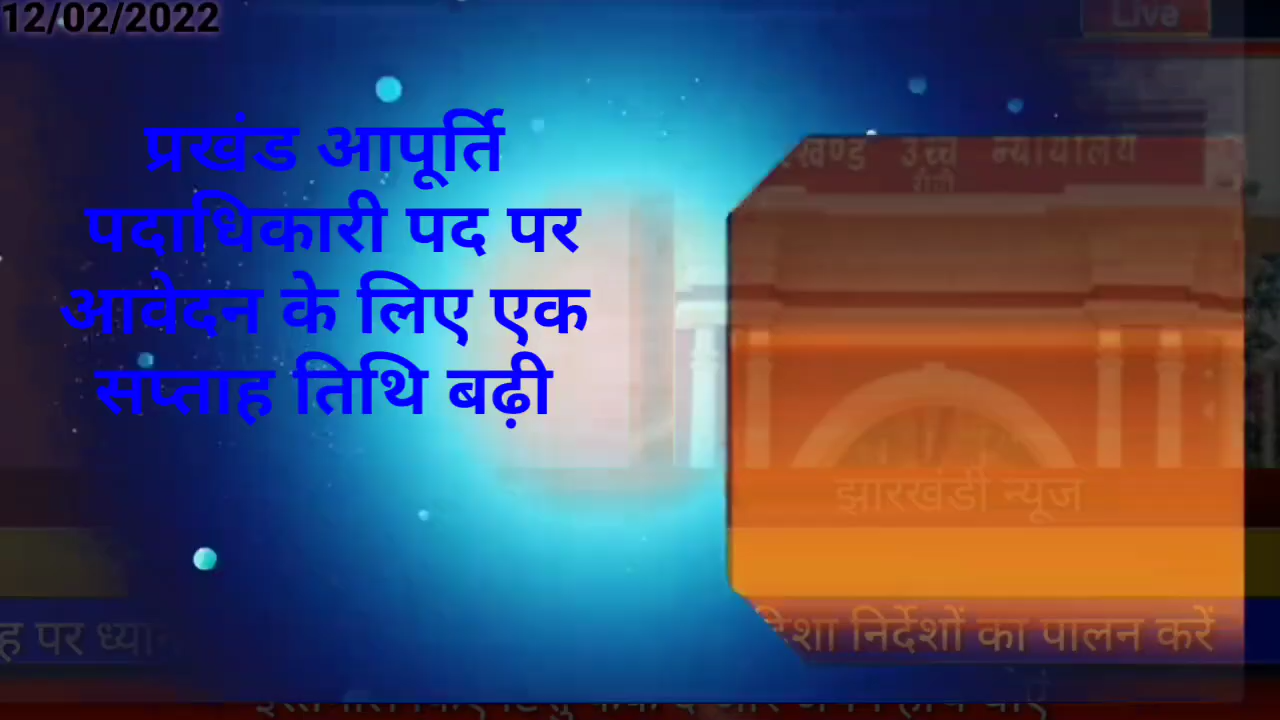 12/02/2022
Live
प्रखंड आपूर्ति
पदाधिकारी पद पर
आवेदन के लिए एक
सप्ताह तिथि बढ़ी
उच्च न्यायालय
राँची
झारखंडी न्यूज
पर निर्देशों का पालन करें